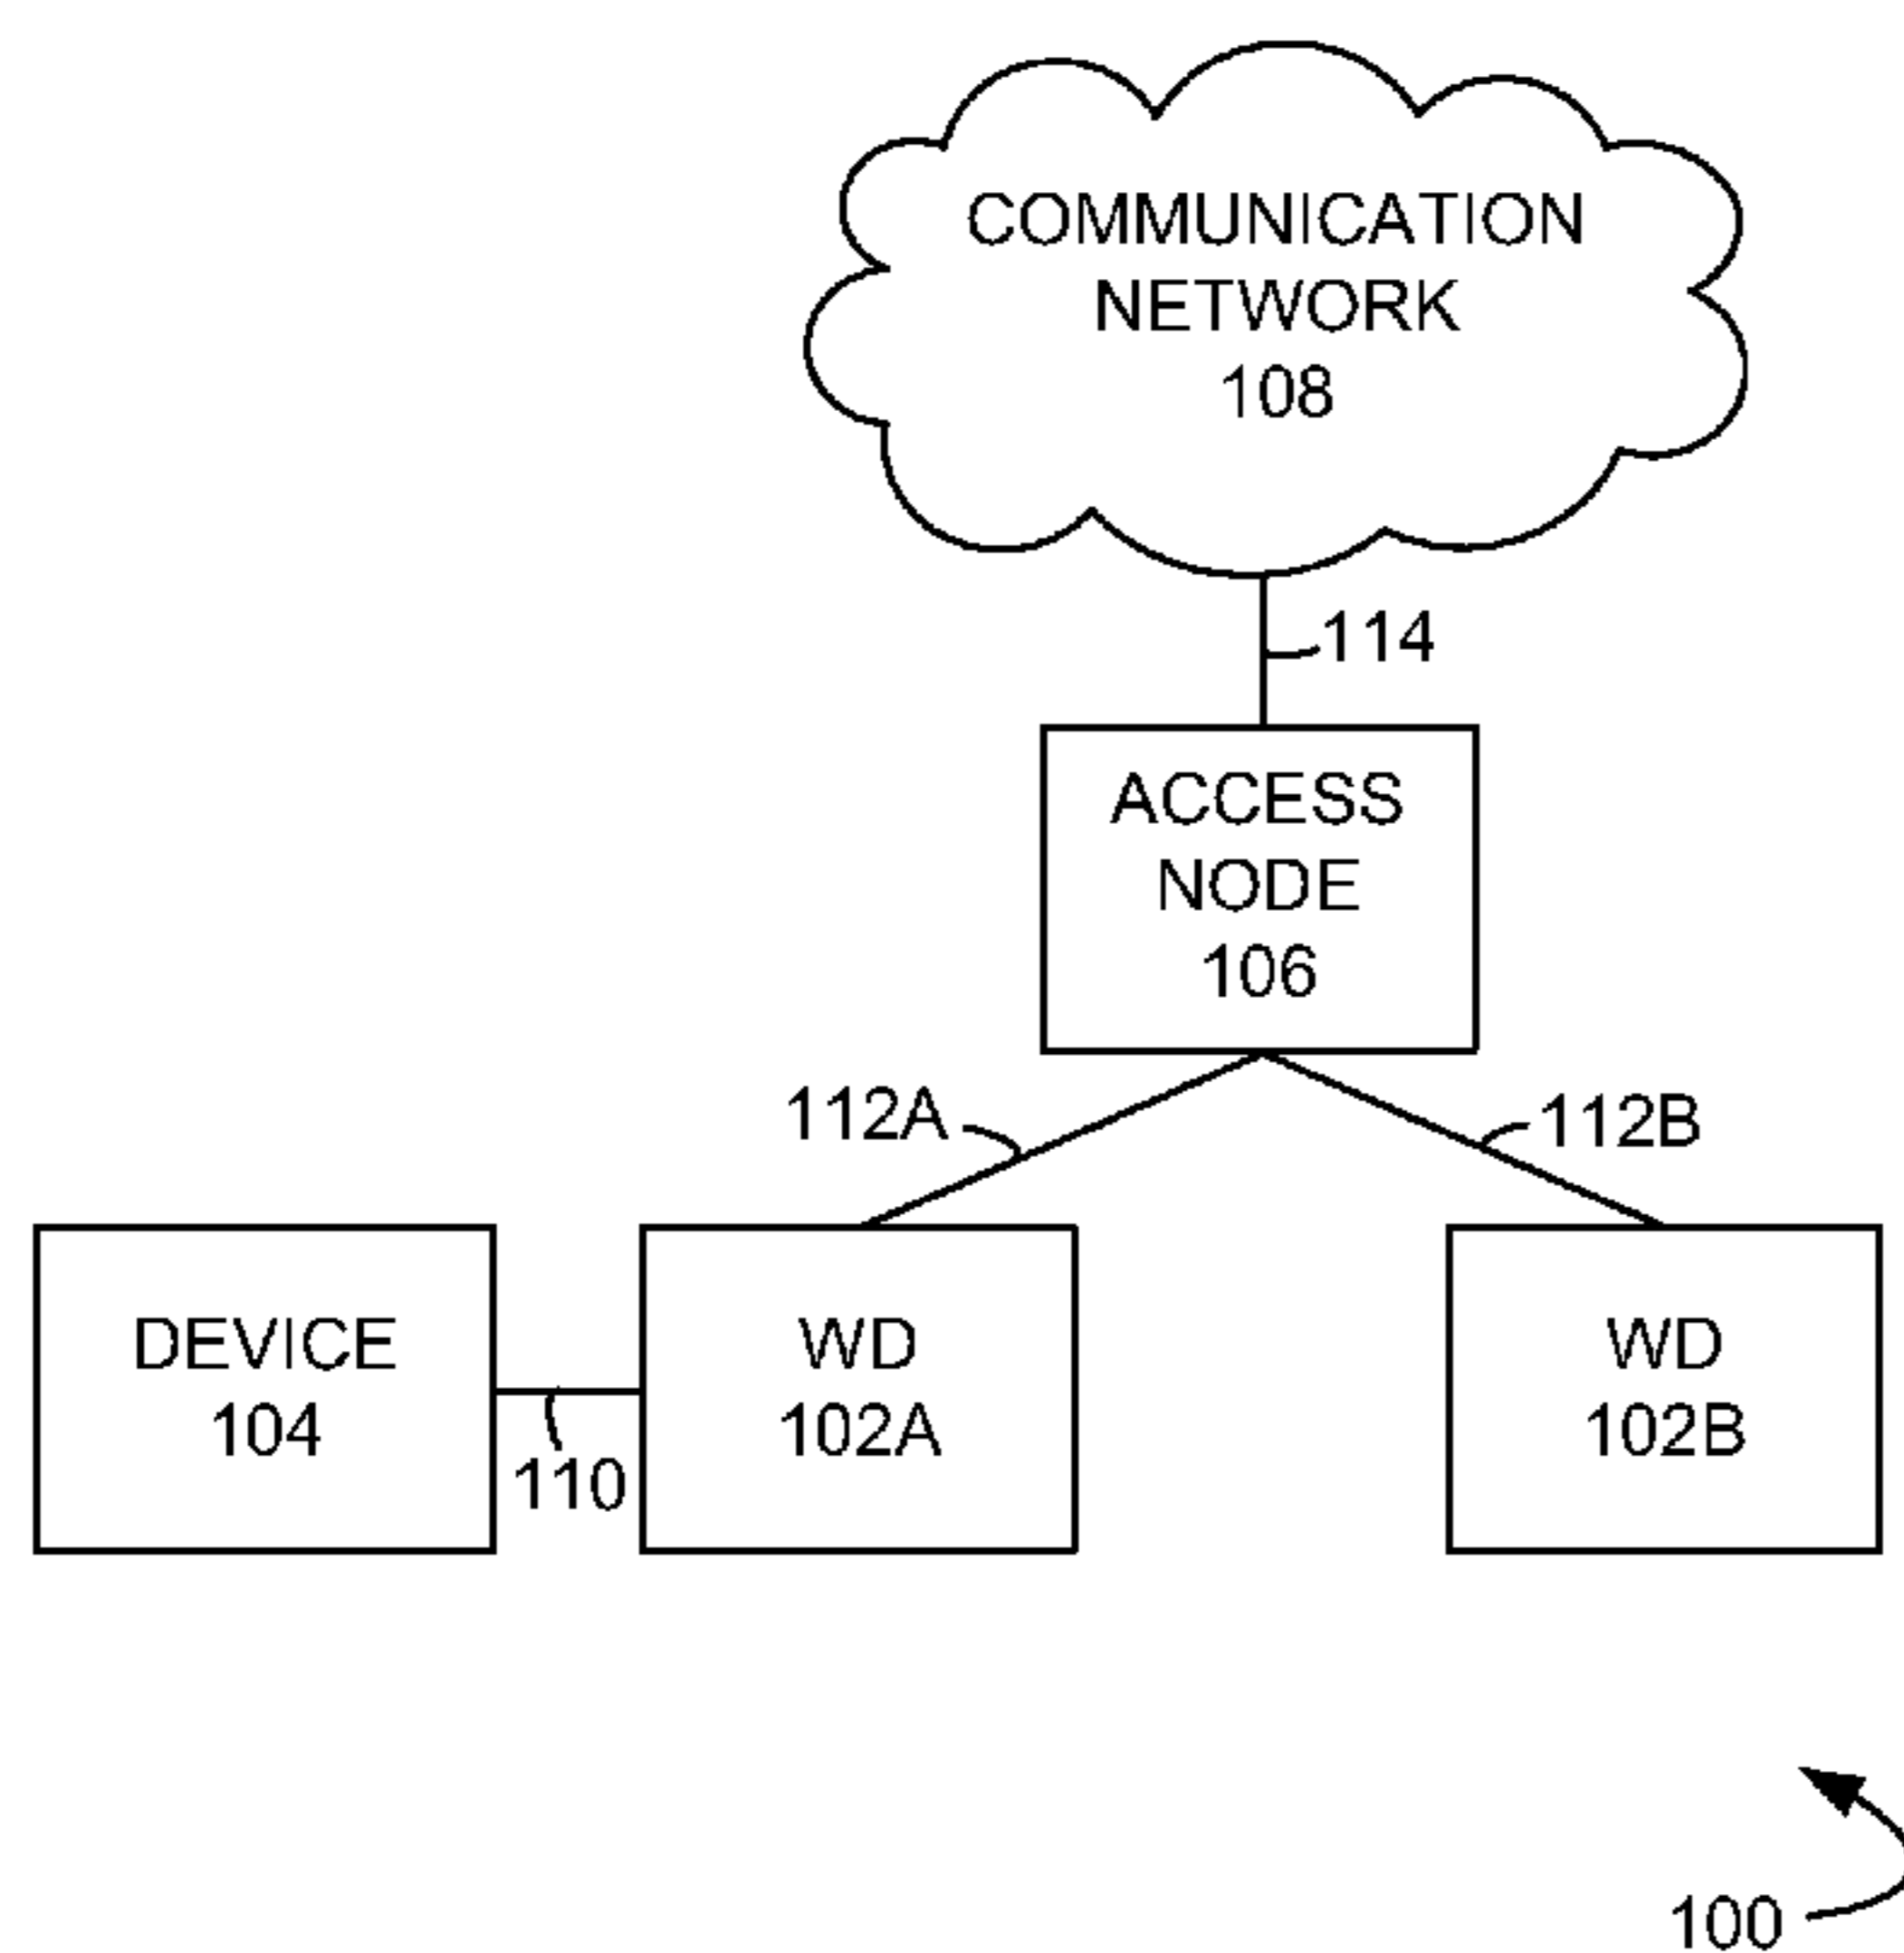 COMMUNICATION
NETWORK
108
114
ACCESS
NODE
106
112A
112B
DEVICE
104
110
WD
102A
WD
102B
100